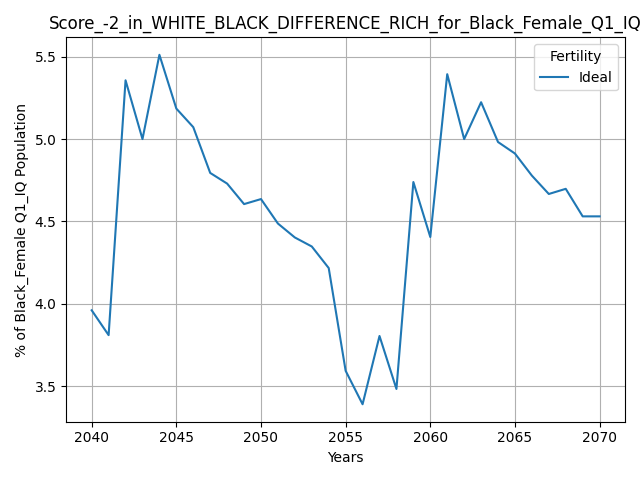 Score_-2_in_WHITE_BLACK_DIFFERENCE_RICH_for_Black_Female_Q1_IQ
Fertility
Ideal
% of Black_Female Q1_IQ Population
5.5
5.0
4.5
4.0
3.5
2040 2045 2050 2055 2060 2065 2070
Years